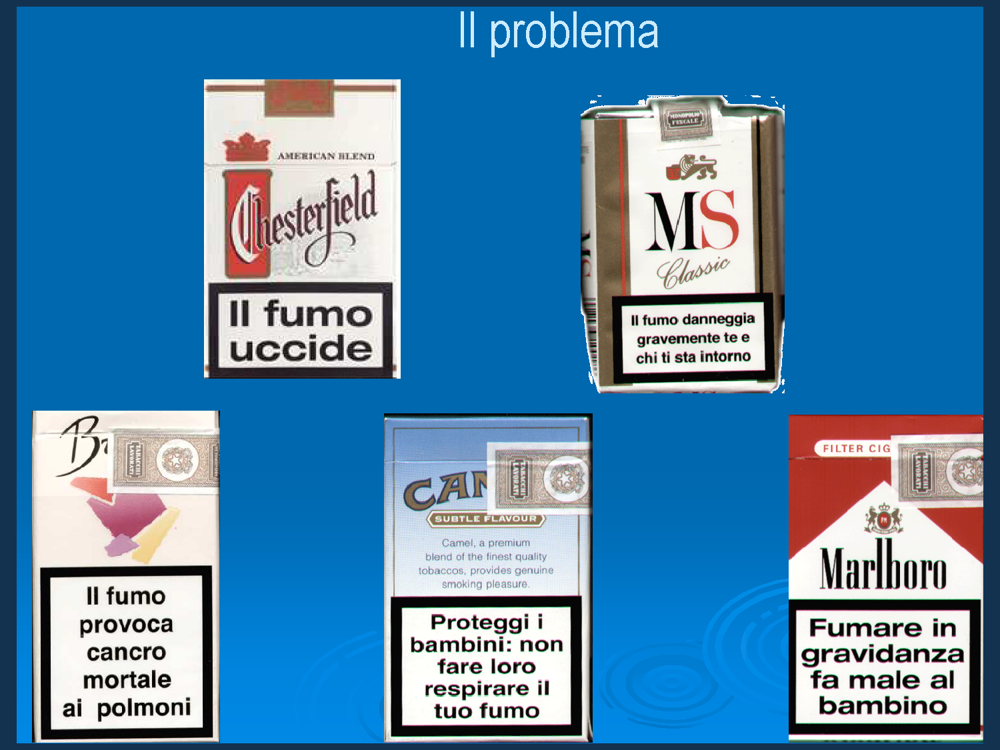 Il problema
AMERICAN BLEND
Chesterfield
Il fumo
uccide
MONOPOLIO
FISCALE
MS
Classic
MS
Il fumo danneggia
gravemente te e
chi ti sta intorno
TABACCHI
LAVORATI
Il fumo
provoca
cancro
mortale
ai polmoni
CAM
TABACCHI
LAVORATI
SUBTLE FLAVOUR
Camel, a premium
blend of the finest quality
tobaccos, provides genuine
smoking pleasure.
Proteggi i
bambini: non
fare loro
respirare il
tuo fumo
FILTER CIG
TABACCHI
LAVORATI
PM
Marlboro
Fumare in
gravidanza
fa male al
bambino